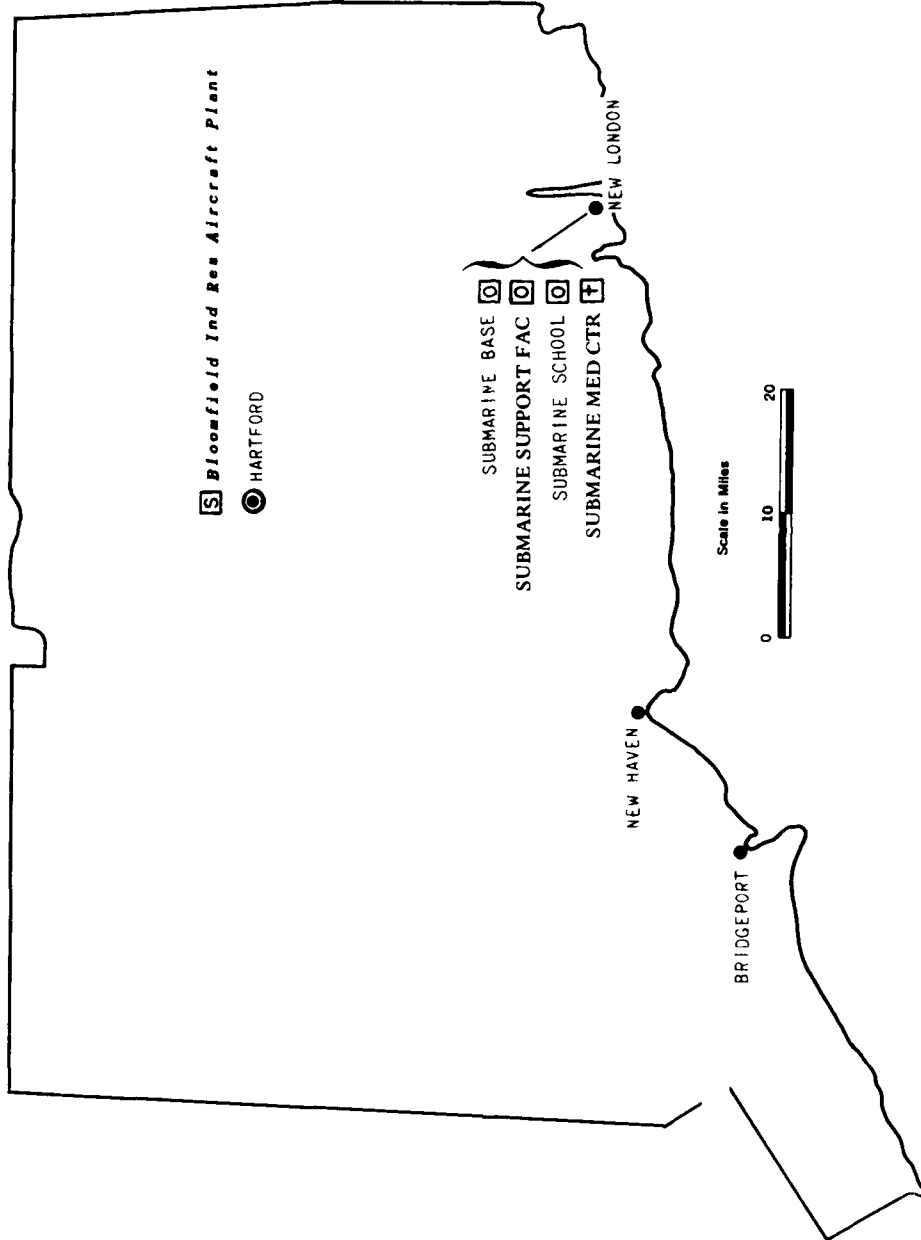 S Bloomfield Ind Res Aircraft Plant
HARTFORD
SUBMARINE BASE O
SUBMARINE SUPPORT FAC O
SUBMARINE SCHOOL O
SUBMARINE MED CTR +
NEW LONDON
NEW HAVEN
BRIDGEPORT
Scale in Miles
0 10 20